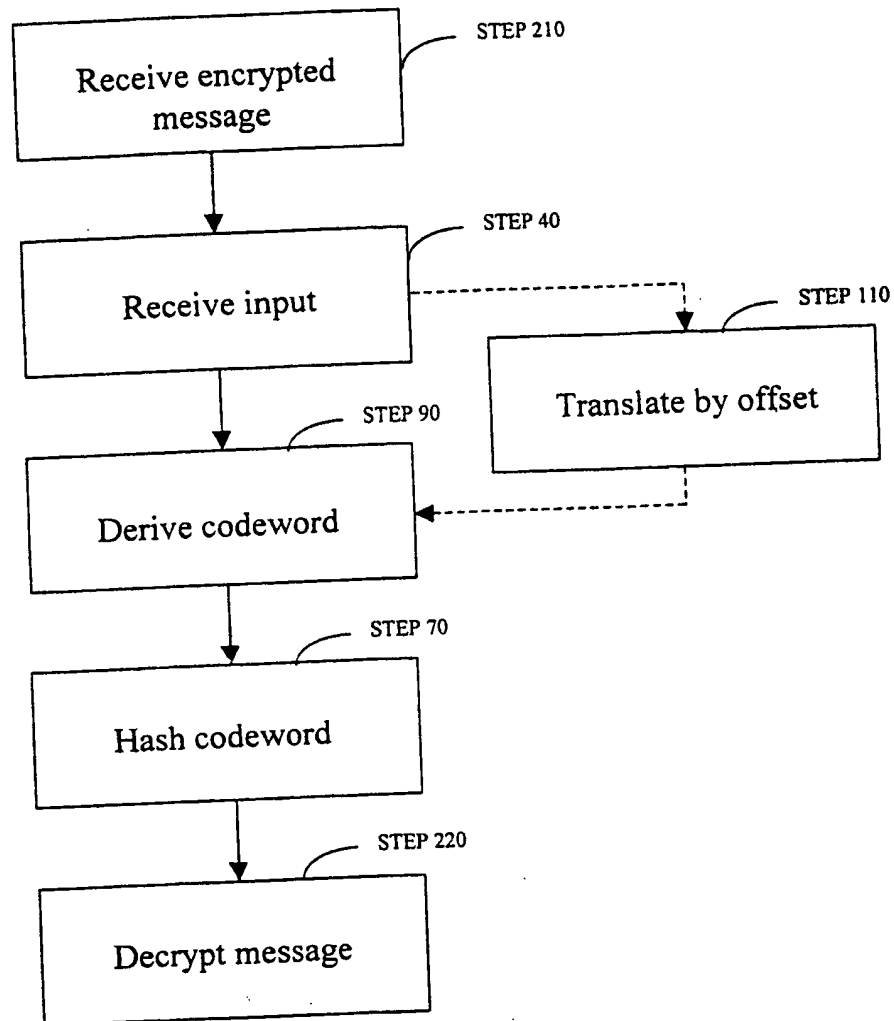 STEP 210
Receive encrypted
message
STEP 40
Receive input
STEP 110
Translate by offset
STEP 90
Derive codeword
STEP 70
Hash codeword
STEP 220
Decrypt message